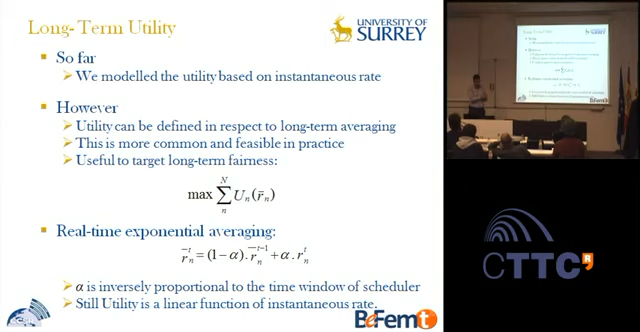 Long-Term Utility
UNIVERSITY OF
SURREY
So far
We modelled the utility based on instantaneous rate
However
Utility can be defined in respect to long-term averaging
This is more common and feasible in practice
Useful to target long-term fairness:
max ∑_n^N U_n(r̄_n)
Real-time exponential averaging:
r̄_n^t = (1 − α). r̄_n^{t−1} + α. r_n^t
α is inversely proportional to the time window of scheduler
Still Utility is a linear function of instantaneous rate.
BeFemt
CTTC